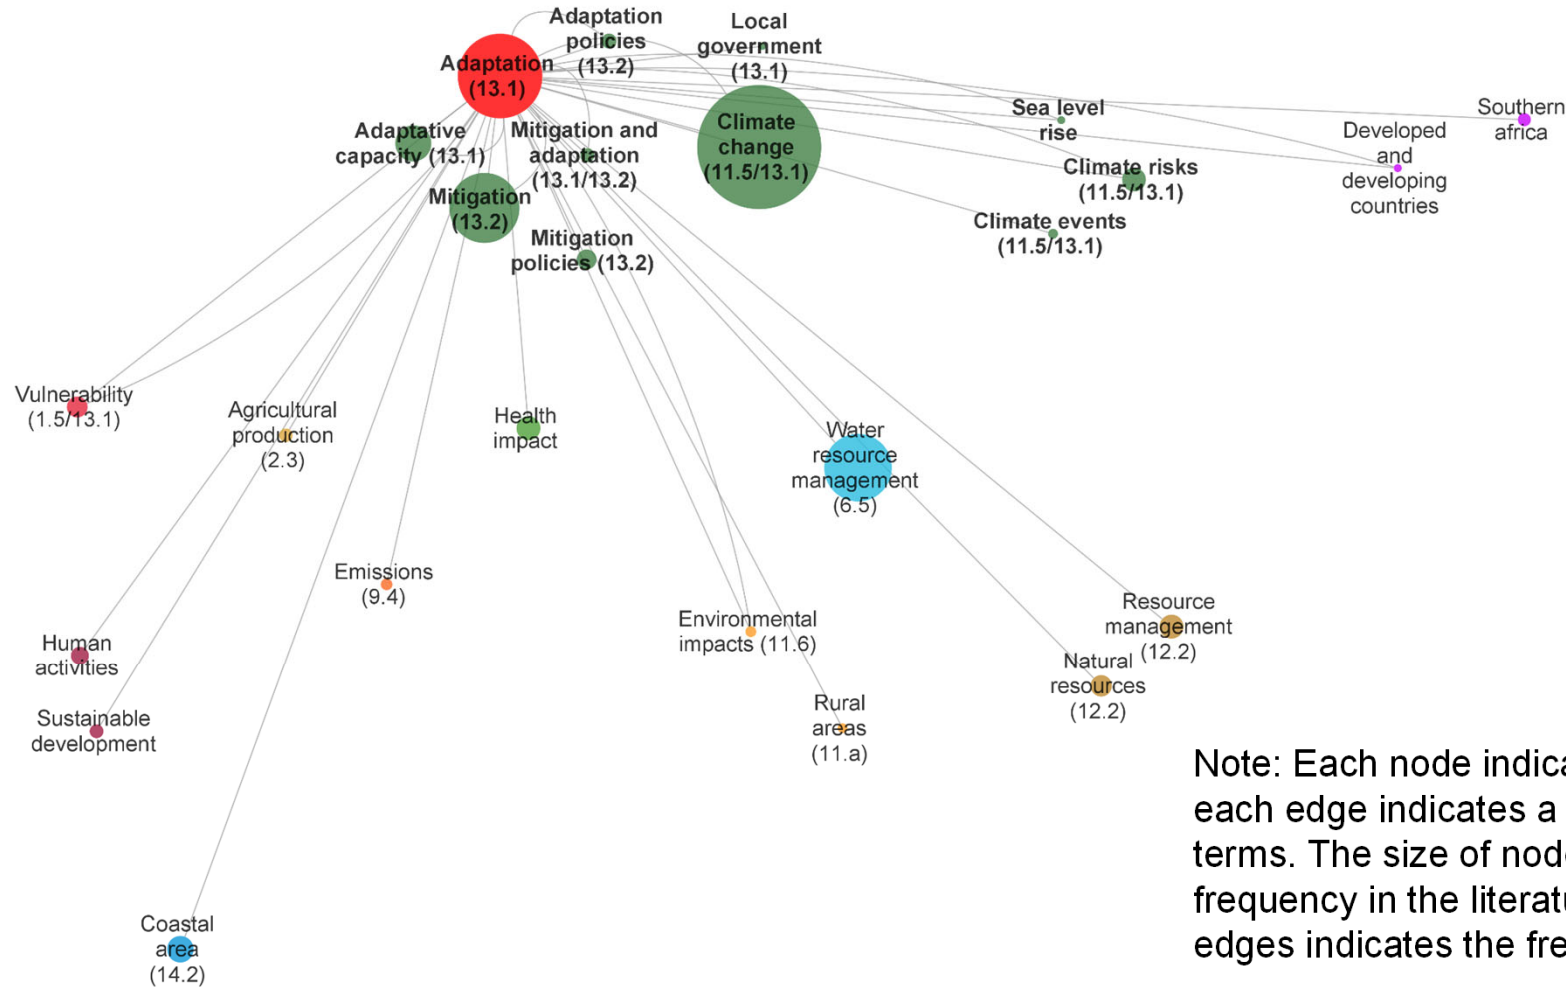 Adaptation
policies
(13.2)
Local
government
(13.1)
Adaptation
(13.1)
Climate
change
(11.5/13.1)
Sea level
rise
Southern
africa
Developed
and
developing
countries
Adaptative
capacity (13.1)
Mitigation and
adaptation
(13.1/13.2)
Climate risks
(11.5/13.1)
Mitigation
(13.2)
Climate events
(11.5/13.1)
Mitigation
policies (13.2)
Vulnerability
(1.5/13.1)
Agricultural
production
(2.3)
Health
impact
Water
resource
management
(6.5)
Emissions
(9.4)
Environmental
impacts (11.6)
Resource
management
(12.2)
Human
activities
Natural
resources
(12.2)
Sustainable
development
Rural
areas
(11.a)
Coastal
area
(14.2)
Note: Each node indica
each edge indicates a
terms. The size of nod
frequency in the literat
edges indicates the fre